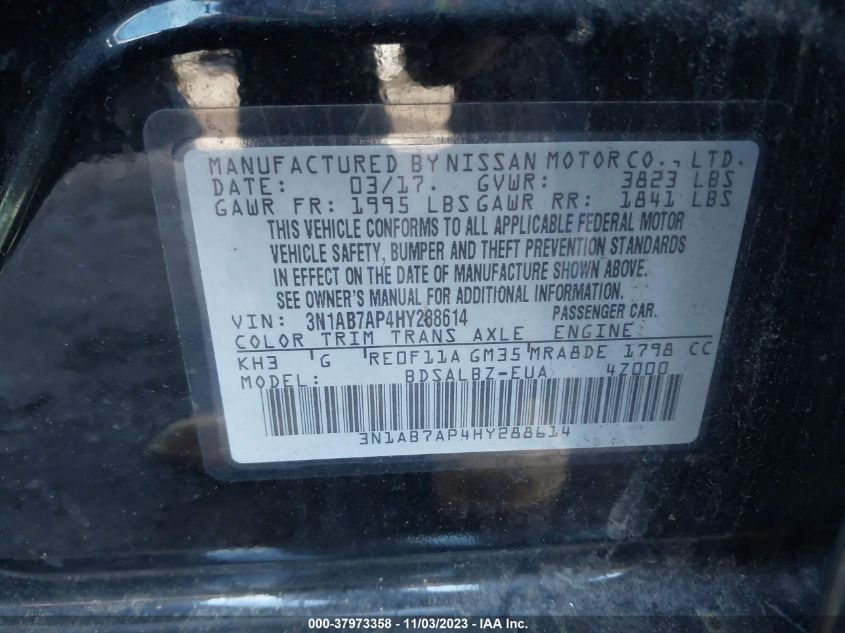 MANUFACTURED BY NISSAN MOTOR CO., LTD.
DATE: 03/17. GVWR: 3823 LBS
GAWR FR: 1995 LBS GAWR RR: 1841 LBS
THIS VEHICLE CONFORMS TO ALL APPLICABLE FEDERAL MOTOR
VEHICLE SAFETY, BUMPER AND THEFT PREVENTION STANDARDS
IN EFFECT ON THE DATE OF MANUFACTURE SHOWN ABOVE.
SEE OWNER'S MANUAL FOR ADDITIONAL INFORMATION.
VIN: 3N1AB7AP4HY288614 PASSENGER CAR.
COLOR TRIM TRANS AXLE ENGINE
KH3 G RE0F11A GM35 MRA8DE 1798 CC
MODEL: BDSALBZ-EUA 4Z000
3N1AB7AP4HY288614
000-37973358 - 11/03/2023 - IAA Inc.